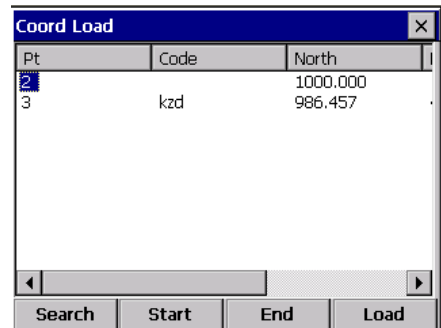 Coord Load
Pt Code North
2 1000.000
3 kzd 986.457
Search Start End Load